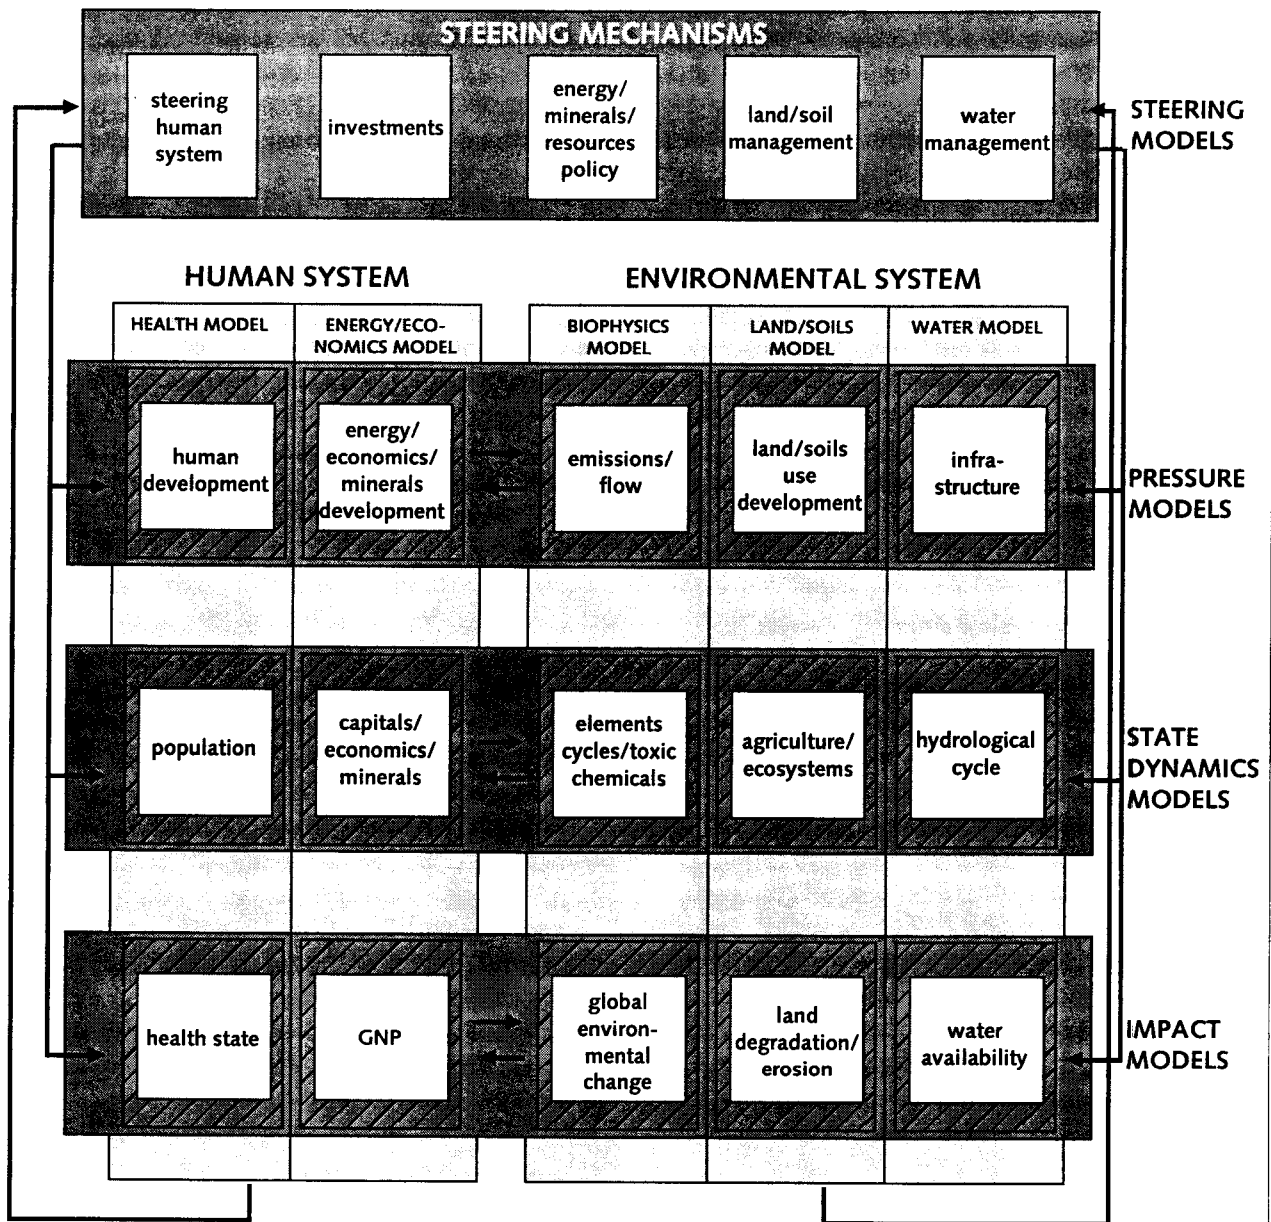 STEERING MECHANISMS
steering
human
system
investments
energy/
minerals/
resources
policy
land/soil
management
water
management
STEERING
MODELS
HUMAN SYSTEM
ENVIRONMENTAL SYSTEM
HEALTH MODEL
ENERGY/ECO-
NOMICS MODEL
BIOPHYSICS
MODEL
LAND/SOILS
MODEL
WATER MODEL
human
development
energy/
economics/
minerals
development
emissions/
flow
land/soils
use
development
infra-
structure
PRESSURE
MODELS
population
capitals/
economics/
minerals
elements
cycles/toxic
chemicals
agriculture/
ecosystems
hydrological
cycle
STATE
DYNAMICS
MODELS
health state
GNP
global
environ-
mental
change
land
degradation/
erosion
water
availability
IMPACT
MODELS